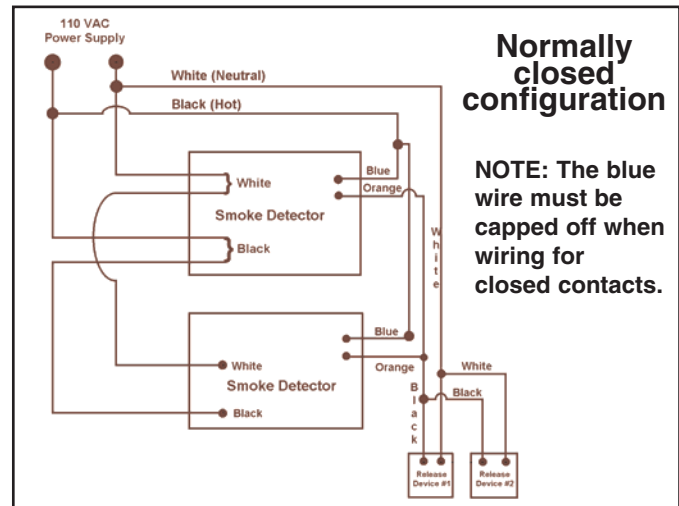 110 VAC
Power Supply
White (Neutral)
Black (Hot)
Normally
closed
configuration
NOTE: The blue
wire must be
capped off when
wiring for
closed contacts.
Blue
White
Orange
Smoke Detector
Black
White
Blue
White
Orange
Smoke Detector
White
Black
Black
Black
Release
Device #1
Release
Device #2